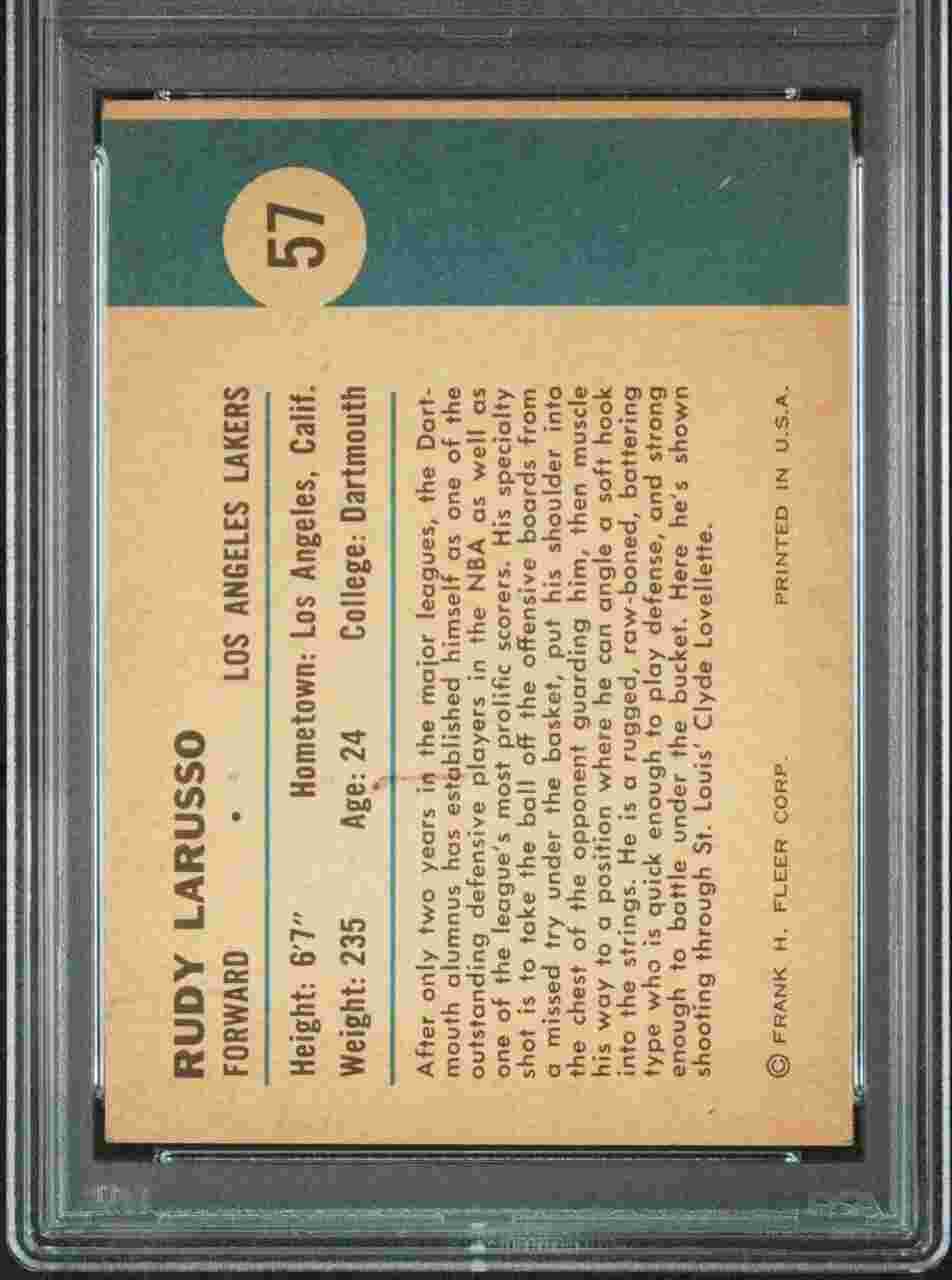 57
RUDY LARUSSO
FORWARD • LOS ANGELES LAKERS
Height: 6'7" Hometown: Los Angeles, Calif.
Weight: 235 Age: 24 College: Dartmouth
After only two years in the major leagues, the Dart-
mouth alumnus has established himself as one of the
outstanding defensive players in the NBA as well as
one of the league's most prolific scorers. His specialty
shot is to take the ball off the offensive boards from
a missed try under the basket, put his shoulder into
the chest of the opponent guarding him, then muscle
his way to a position where he can angle a soft hook
into the strings. He is a rugged, raw-boned, battering
type who is quick enough to play defense, and strong
enough to battle under the bucket. Here he's shown
shooting through St. Louis' Clyde Lovellette.
© FRANK H. FLEER CORP. PRINTED IN U.S.A.